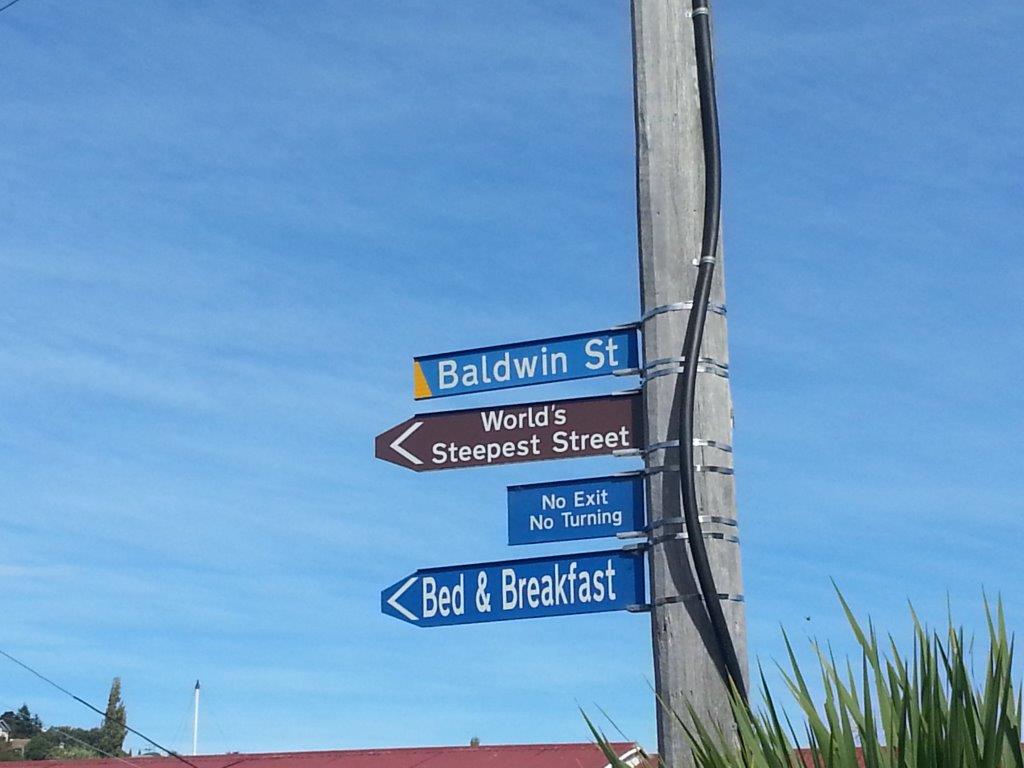 Baldwin St
World's
Steepest Street
No Exit
No Turning
Bed & Breakfast